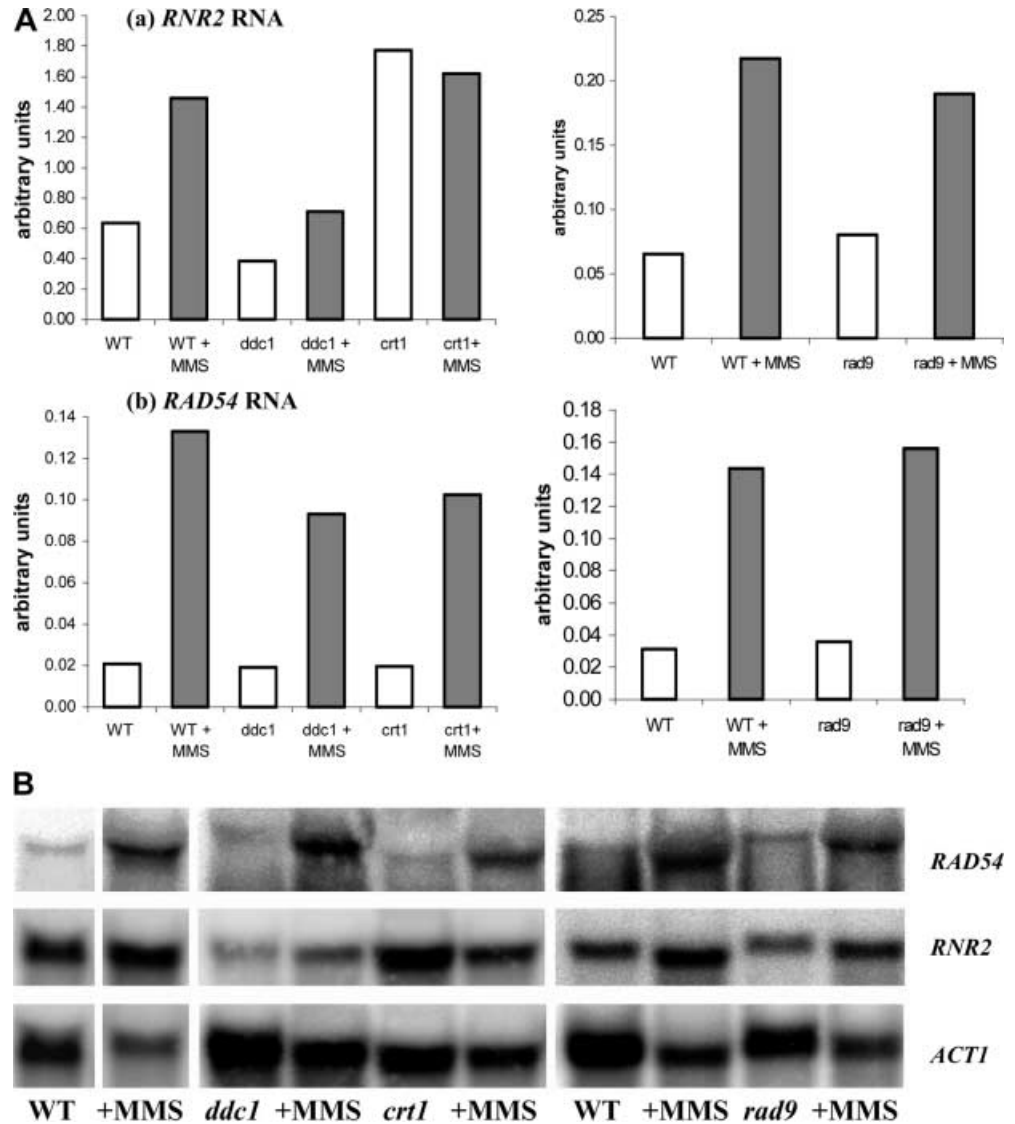 A
(a) RNR2 RNA
arbitrary units
2.00
1.80
1.60
1.40
1.20
1.00
0.80
0.60
0.40
0.20
0.00
WT
WT + MMS
ddc1
ddc1 + MMS
crt1
crt1+ MMS
arbitrary units
0.25
0.20
0.15
0.10
0.05
0.00
WT
WT + MMS
rad9
rad9 + MMS
(b) RAD54 RNA
arbitrary units
0.14
0.12
0.10
0.08
0.06
0.04
0.02
0.00
WT
WT + MMS
ddc1
ddc1 + MMS
crt1
crt1+ MMS
arbitrary units
0.18
0.16
0.14
0.12
0.10
0.08
0.06
0.04
0.02
0.00
WT
WT + MMS
rad9
rad9 + MMS
B
RAD54
RNR2
ACT1
WT +MMS ddc1 +MMS crt1 +MMS WT +MMS rad9 +MMS